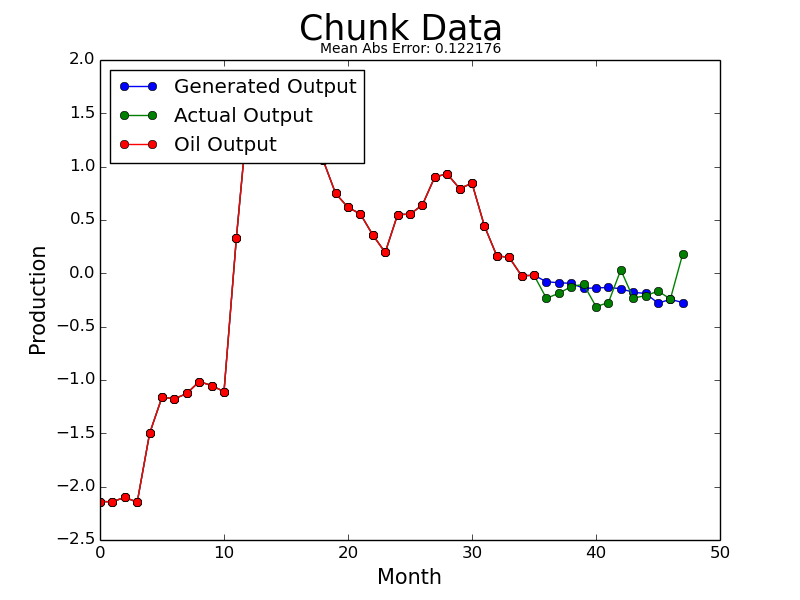 Chunk Data
Mean Abs Error: 0.122176
Generated Output
Actual Output
Oil Output
2.0
1.5
1.0
0.5
0.0
−0.5
−1.0
−1.5
−2.0
−2.5
Production
0 10 20 30 40 50
Month